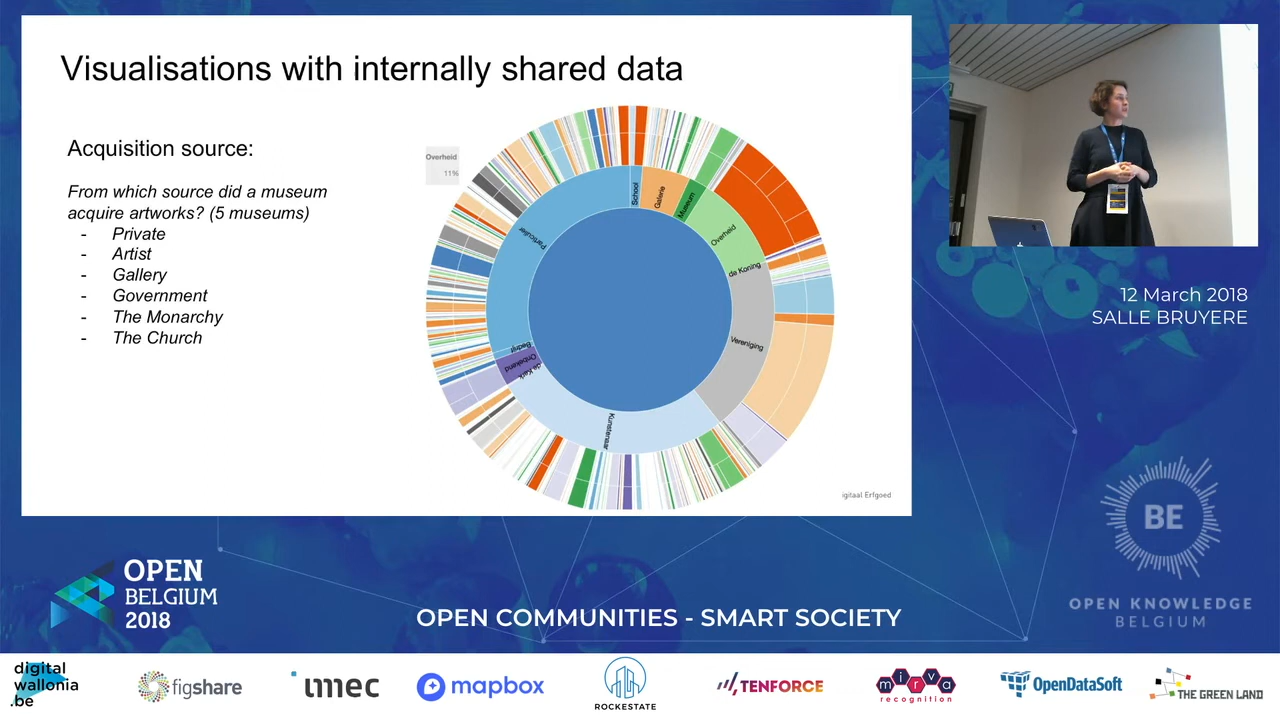 Visualisations with internally shared data
Acquisition source:
From which source did a museum
acquire artworks? (5 museums)
- Private
- Artist
- Gallery
- Government
- The Monarchy
- The Church
Overheid
11%
School
Galerie
Museum
Overheid
de Koning
Vereniging
Kunstenaar
de Kerk
Onbekend
Bedrijf
Particulier
igitaal Erfgoed
12 March 2018
SALLE BRUYERE
BE
OPEN KNOWLEDGE
BELGIUM
OPEN
BELGIUM
2018
OPEN COMMUNITIES - SMART SOCIETY
digital
wallonia
.be
figshare
imec
mapbox
ROCKESTATE
TENFORCE
mirva
recognition
OpenDataSoft
THE GREEN LAND